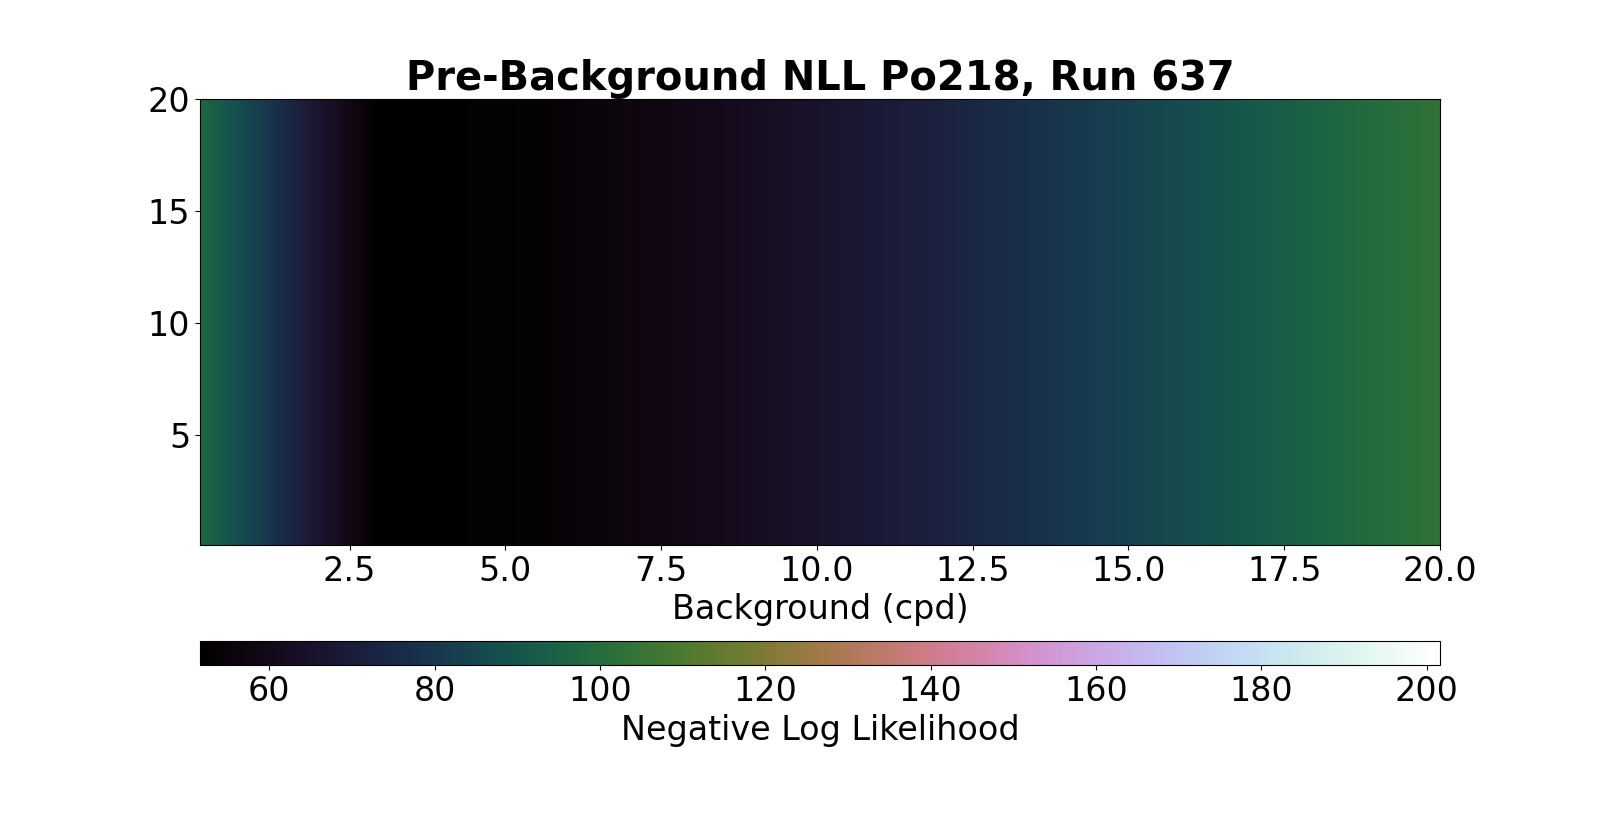 Pre-Background NLL Po218, Run 637
20
15
10
5
2.5 5.0 7.5 10.0 12.5 15.0 17.5 20.0
Background (cpd)
60 80 100 120 140 160 180 200
Negative Log Likelihood